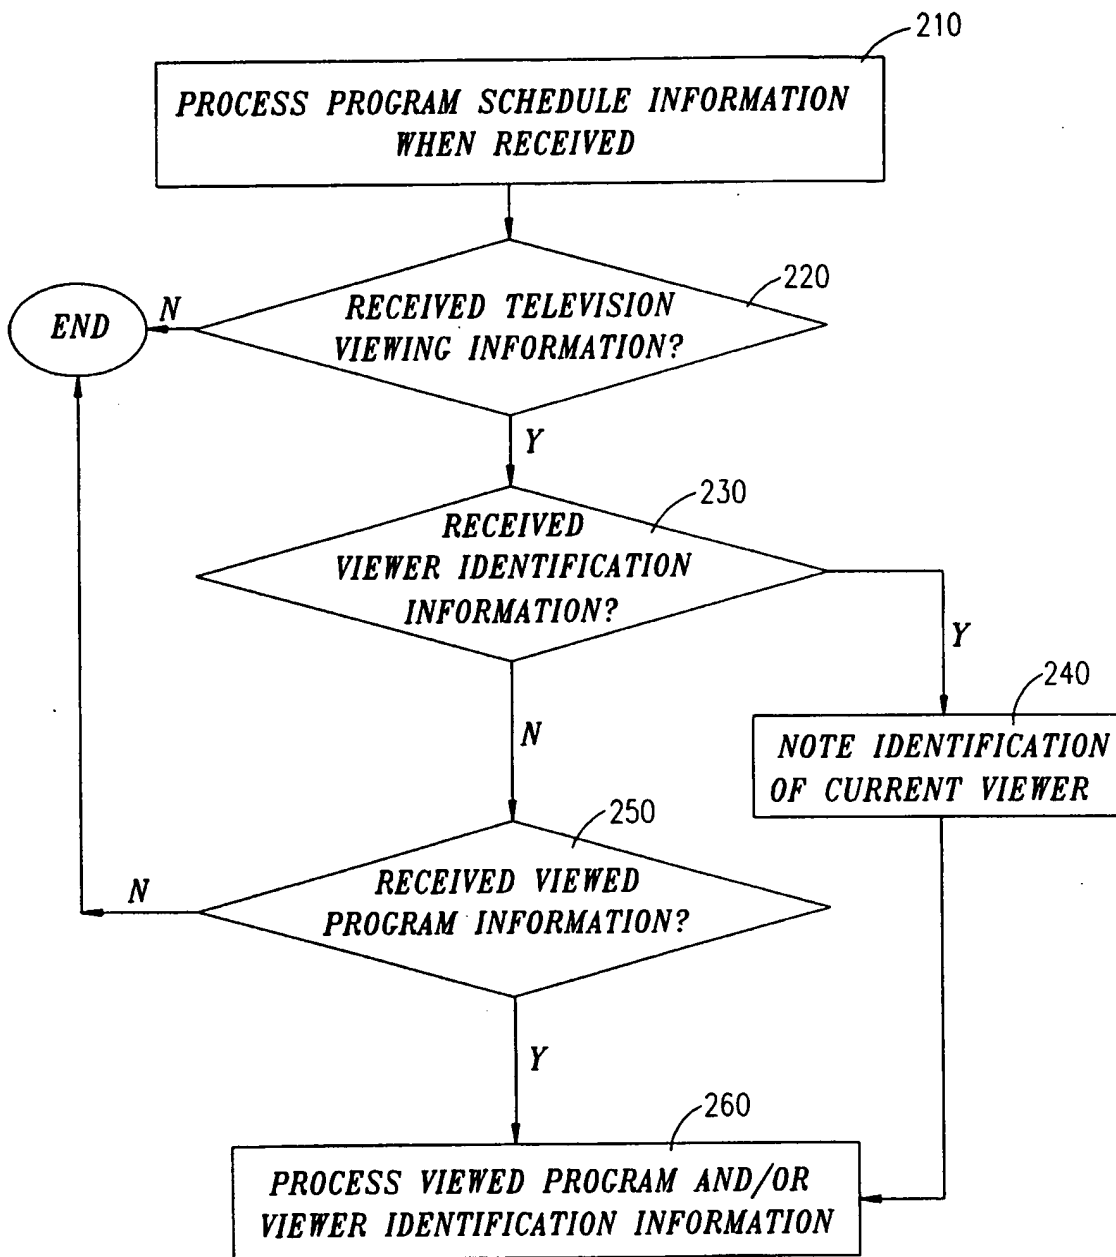 210
PROCESS PROGRAM SCHEDULE INFORMATION
WHEN RECEIVED
220
RECEIVED TELEVISION
VIEWING INFORMATION?
N
END
Y
230
RECEIVED
VIEWER IDENTIFICATION
INFORMATION?
Y
240
NOTE IDENTIFICATION
OF CURRENT VIEWER
N
250
RECEIVED VIEWED
PROGRAM INFORMATION?
N
Y
260
PROCESS VIEWED PROGRAM AND/OR
VIEWER IDENTIFICATION INFORMATION